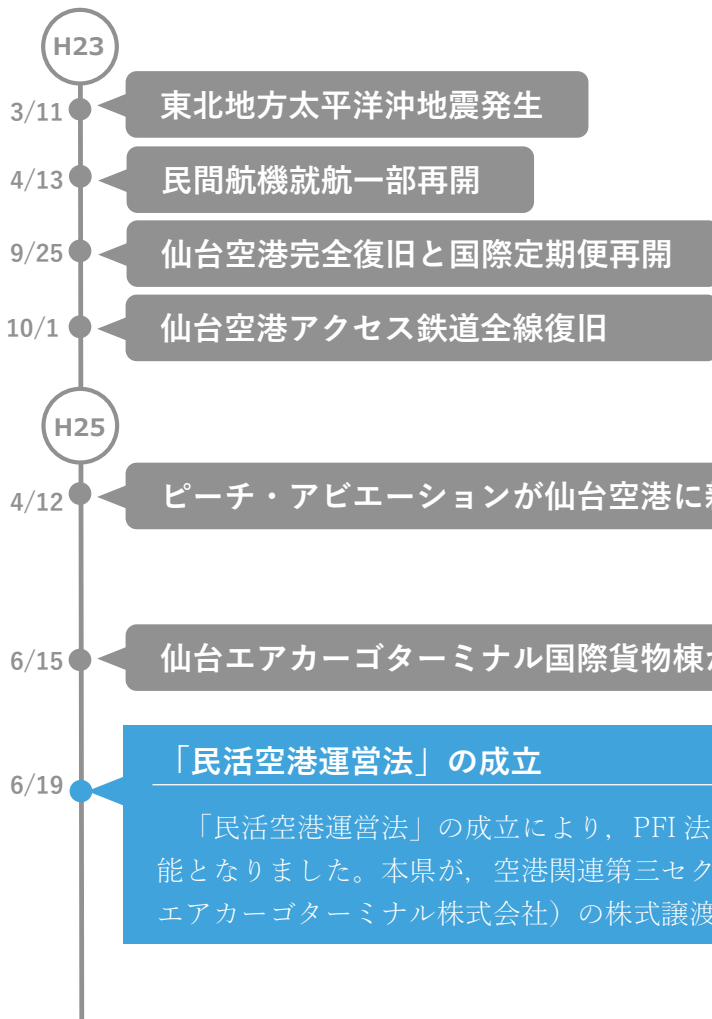 H23
3/11 東北地方太平洋沖地震発生
4/13 民間航機就航一部再開
9/25 仙台空港完全復旧と国際定期便再開
10/1 仙台空港アクセス鉄道全線復旧
H25
4/12 ピーチ・アビエーションが仙台空港に
6/15 仙台エアカーゴターミナル国際貨物棟
6/19 「民活空港運営法」の成立
「民活空港運営法」の成立により，PFI 法
能となりました。本県が，空港関連第三セク
エアカーゴターミナル株式会社）の株式譲渡